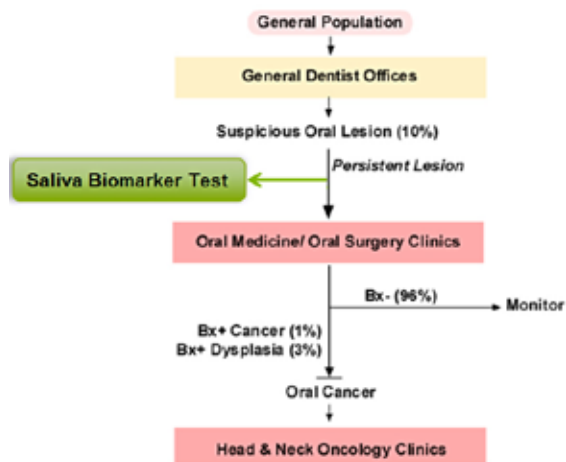 General Population
General Dentist Offices
Suspicious Oral Lesion (10%)
Persistent Lesion
Saliva Biomarker Test
Oral Medicine/ Oral Surgery Clinics
Bx- (96%)
Monitor
Bx+ Cancer (1%)
Bx+ Dysplasia (3%)
Oral Cancer
Head & Neck Oncology Clinics